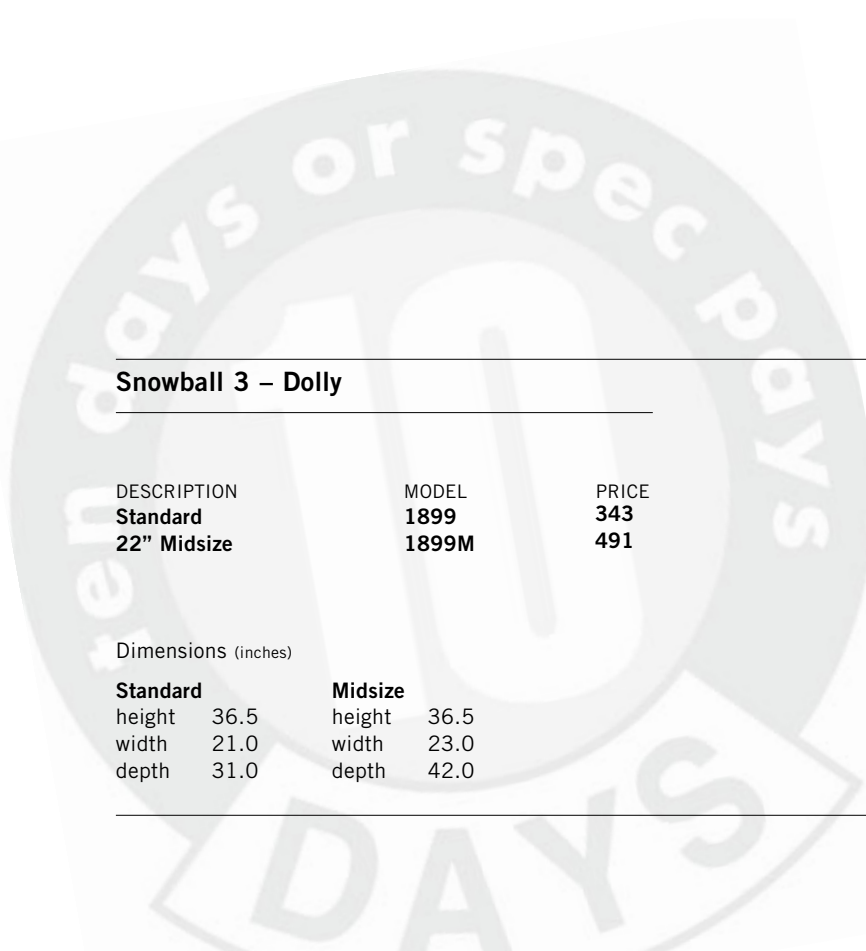 ten days or spec pays
10
DAYS
Snowball 3 – Dolly
DESCRIPTION MODEL PRICE
Standard 1899 343
22” Midsize 1899M 491
Dimensions (inches)
Standard Midsize
height 36.5 height 36.5
width 21.0 width 23.0
depth 31.0 depth 42.0